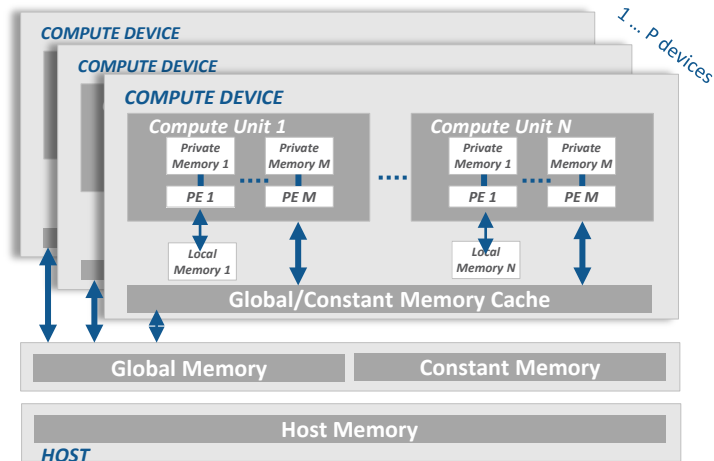 1 ... P devices
COMPUTE DEVICE
COMPUTE DEVICE
COMPUTE DEVICE
Compute Unit 1
Private
Memory 1
Private
Memory M
PE 1
PE M
Local
Memory 1
Compute Unit N
Private
Memory 1
Private
Memory M
PE 1
PE M
Local
Memory N
Global/Constant Memory Cache
Global Memory
Constant Memory
Host Memory
HOST